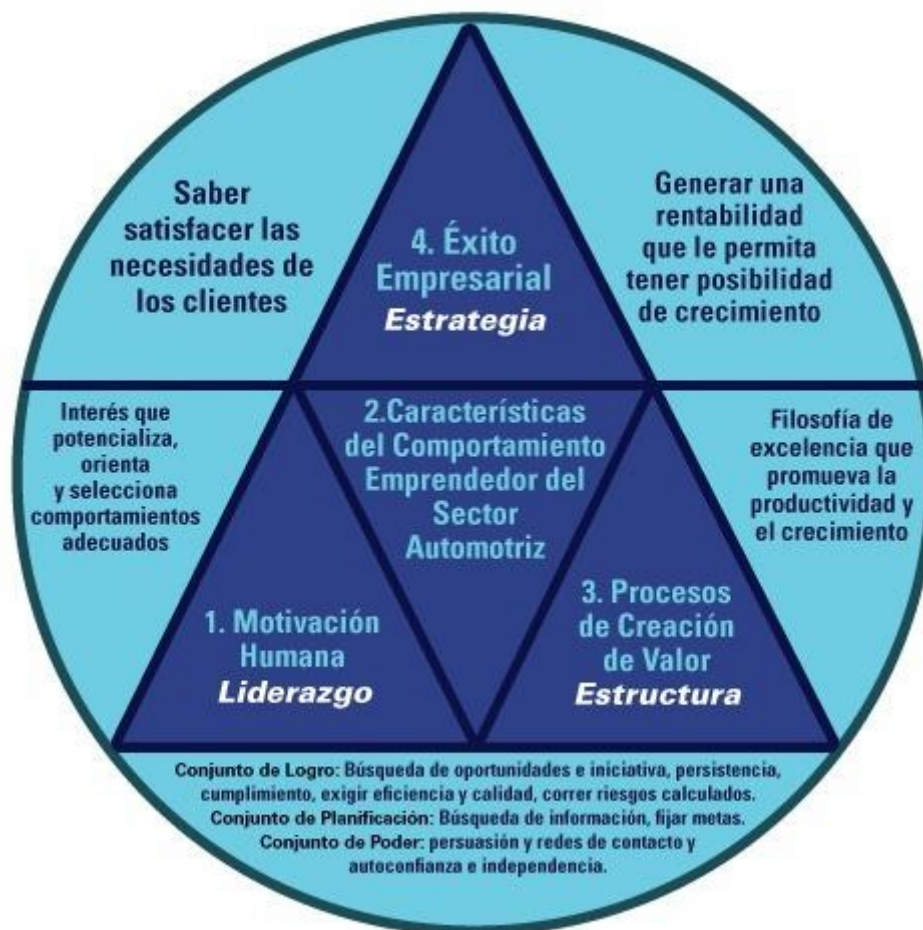 Saber
satisfacer las
necesidades de
los clientes
Generar una
rentabilidad
que le permita
tener posibilidad
de crecimiento
4. Éxito
Empresarial
Estrategia
Interés que
potencializa,
orienta
y selecciona
comportamientos
adecuados
2.Características
del Comportamiento
Emprendedor del
Sector
Automotriz
Filosofía de
excelencia que
promueva la
productividad y
el crecimiento
1. Motivación
Humana
Liderazgo
3. Procesos
de Creación
de Valor
Estructura
Conjunto de Logro: Búsqueda de oportunidades e iniciativa, persistencia,
cumplimiento, exigir eficiencia y calidad, correr riesgos calculados.
Conjunto de Planificación: Búsqueda de información, fijar metas.
Conjunto de Poder: persuasión y redes de contacto y
autoconfianza e independencia.